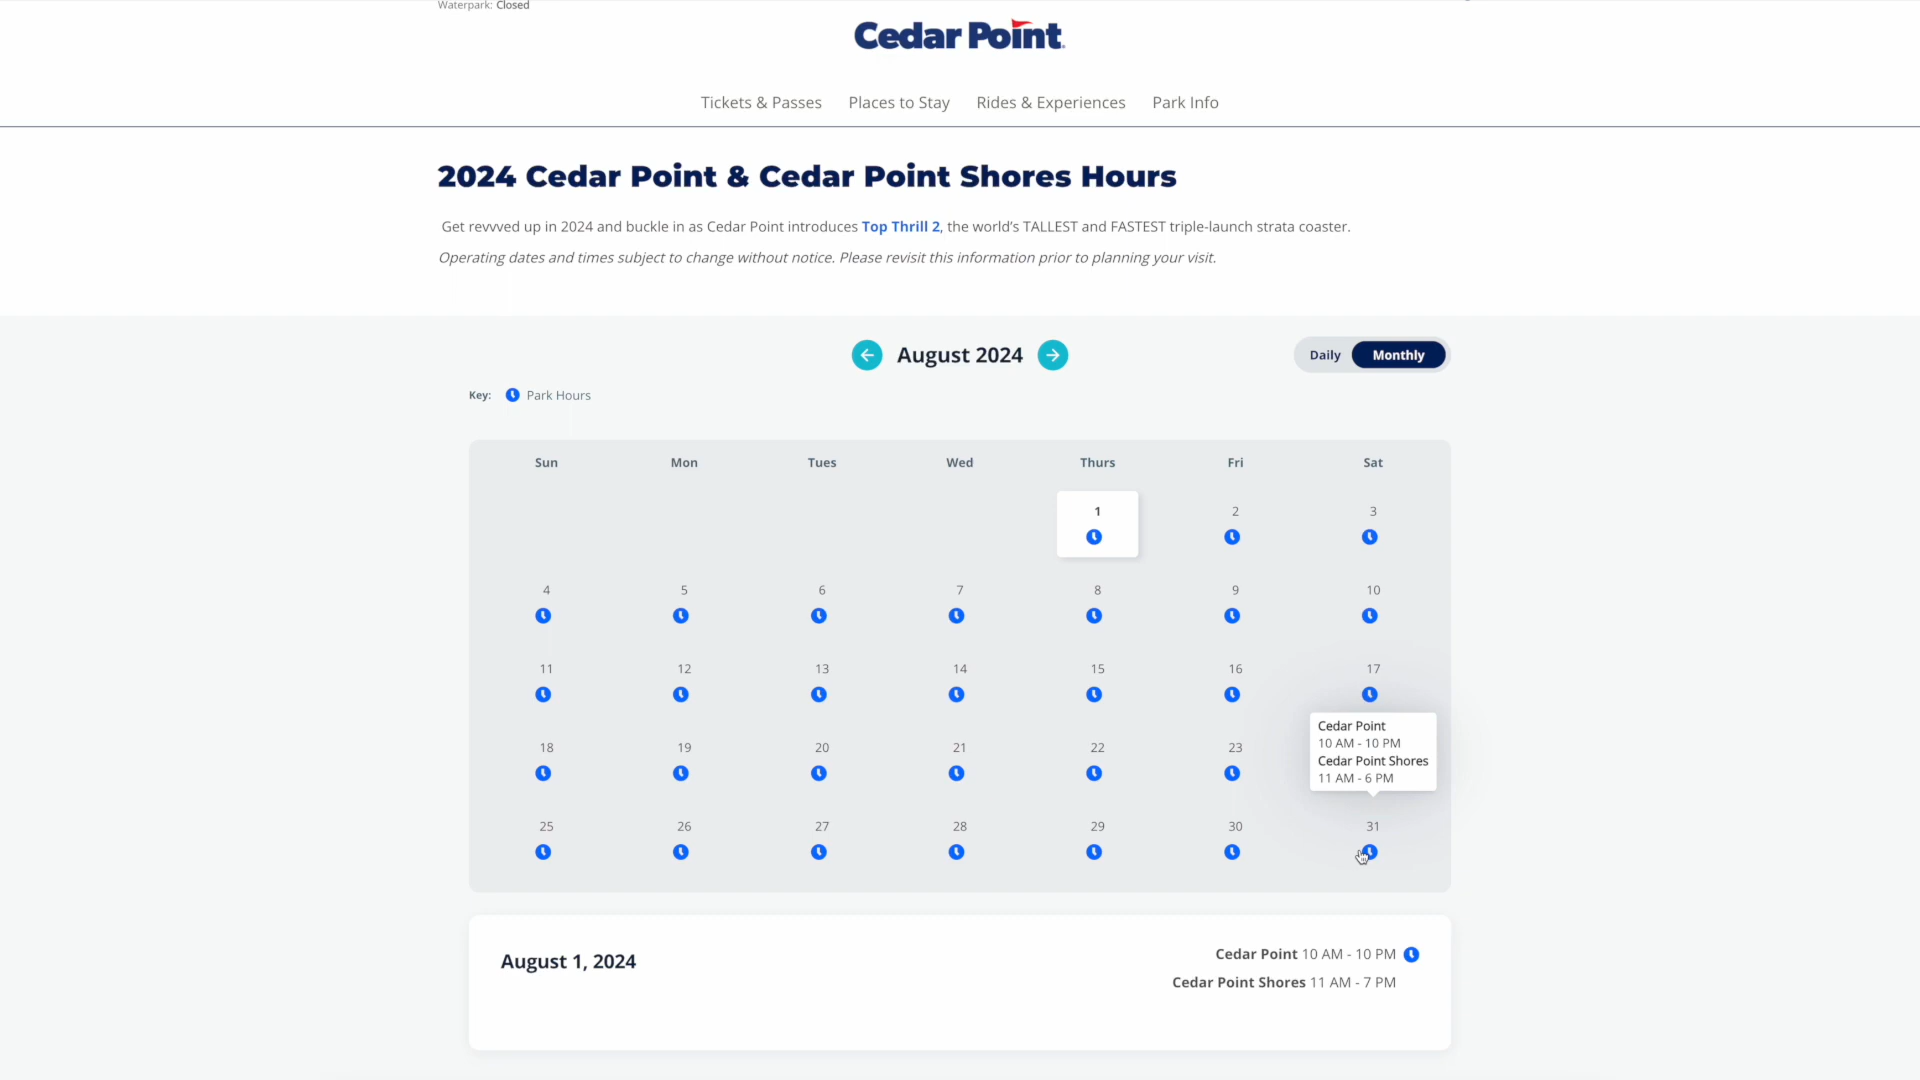 Waterpark: Closed
Cedar Point
Tickets & Passes Places to Stay Rides & Experiences Park Info
2024 Cedar Point & Cedar Point Shores Hours
Get revvved up in 2024 and buckle in as Cedar Point introduces Top Thrill 2, the world's TALLEST and FASTEST triple-launch strata coaster.
Operating dates and times subject to change without notice. Please revisit this information prior to planning your visit.
August 2024
Daily Monthly
Key: Park Hours
Sun Mon Tues Wed Thurs Fri Sat
1 2 3
4 5 6 7 8 9 10
11 12 13 14 15 16 17
Cedar Point
10 AM - 10 PM
Cedar Point Shores
11 AM - 6 PM
18 19 20 21 22 23
25 26 27 28 29 30 31
August 1, 2024
Cedar Point 10 AM - 10 PM
Cedar Point Shores 11 AM - 7 PM